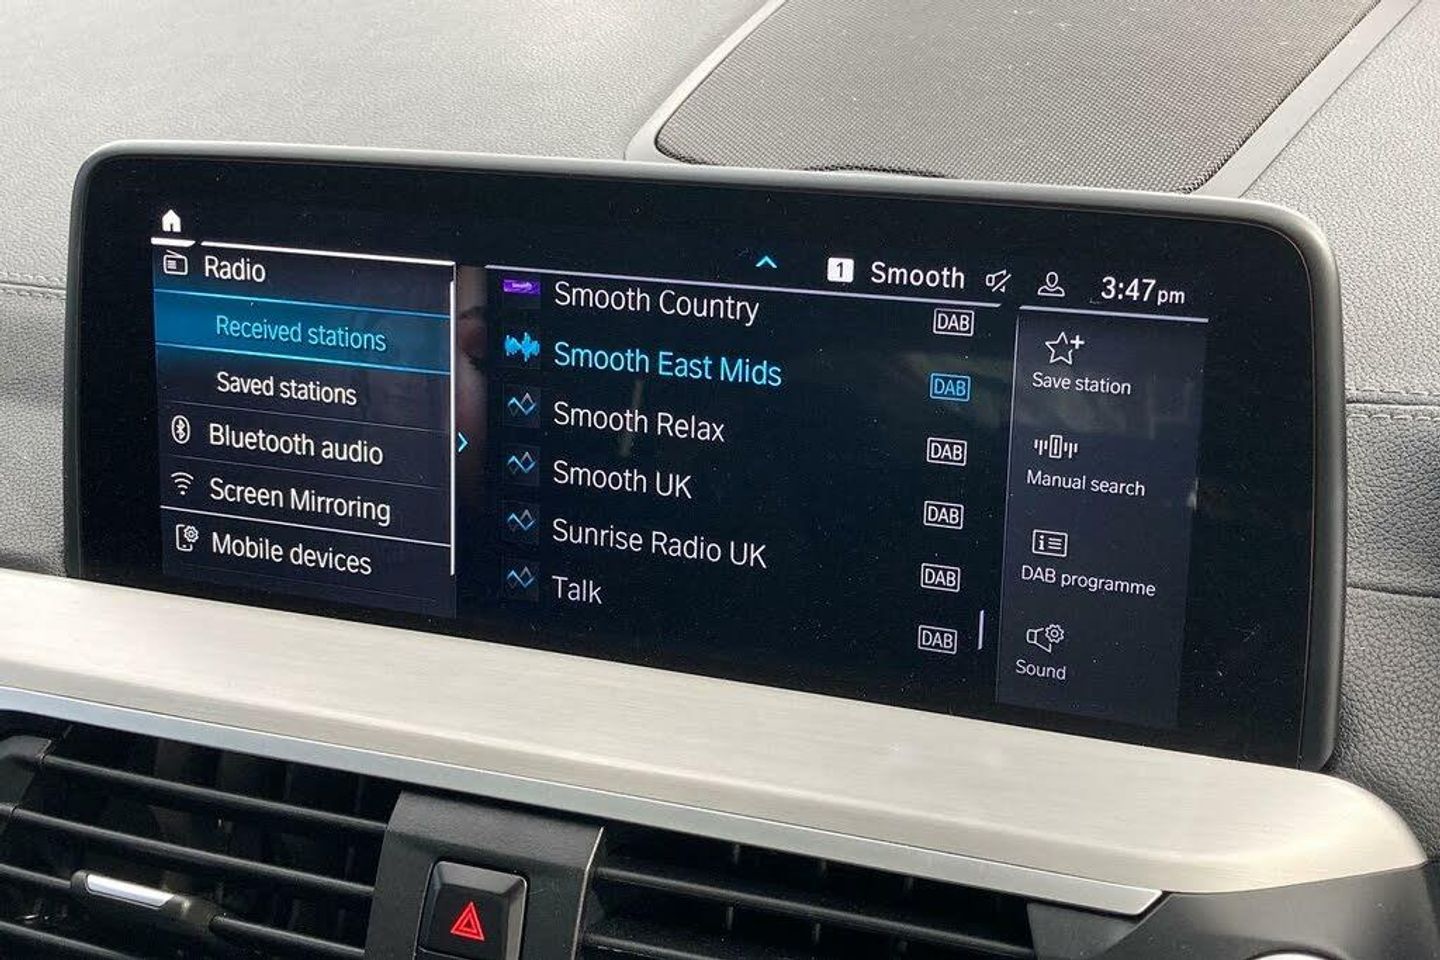 1 Smooth 3:47pm
Radio
Received stations
Saved stations
Bluetooth audio
Screen Mirroring
Mobile devices
Smooth Country DAB
Smooth East Mids DAB
Smooth Relax DAB
Smooth UK DAB
Sunrise Radio UK DAB
Talk DAB
Save station
Manual search
DAB programme
Sound